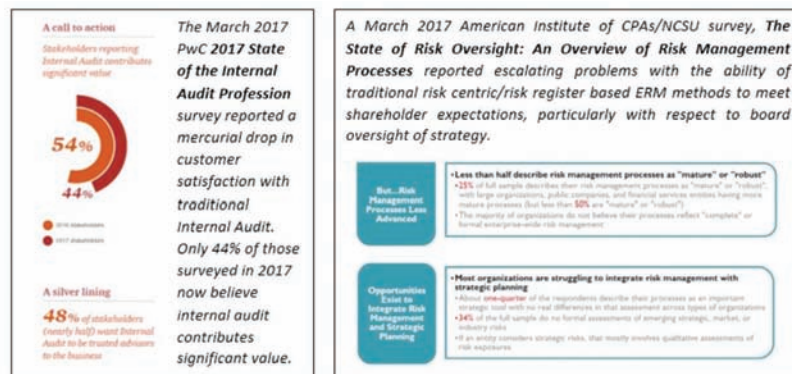 A call to action
Stakeholders reporting
Internal Audit contributes
significant value
54%
44%
2016 stakeholders
2017 stakeholders
A silver lining
48% of stakeholders
(nearly half) want Internal
Audit to be trusted advisors
to the business
The March 2017
PwC 2017 State
of the Internal
Audit Profession
survey reported a
mercurial drop in
customer
satisfaction with
traditional
Internal Audit.
Only 44% of those
surveyed in 2017
now believe
internal audit
contributes
significant value.
A March 2017 American Institute of CPAs/NCSU survey, The
State of Risk Oversight: An Overview of Risk Management
Processes reported escalating problems with the ability of
traditional risk centric/risk register based ERM methods to meet
shareholder expectations, particularly with respect to board
oversight of strategy.
But...Risk
Management
Processes Less
Advanced
•Less than half describe risk management processes as "mature" or "robust"
•25% of full sample describes their risk management processes as "mature" or "robust",
with large organizations, public companies, and financial services entities having more
mature processes (but less than 50% are "mature" or "robust")
•The majority of organizations do not believe their processes reflect "complete" or
formal enterprise-wide risk management
Opportunities
Exist to
Integrate Risk
Management
and Strategic
Planning
•Most organizations are struggling to integrate risk management with
strategic planning
•About one-quarter of the respondents describe their processes as an important
strategic tool with no real differences in that assessment across types of organizations
•34% of the full sample do no formal assessments of emerging strategic, market, or
industry risks
•If an entity considers strategic risks, that mostly involves qualitative assessments of
risk exposures